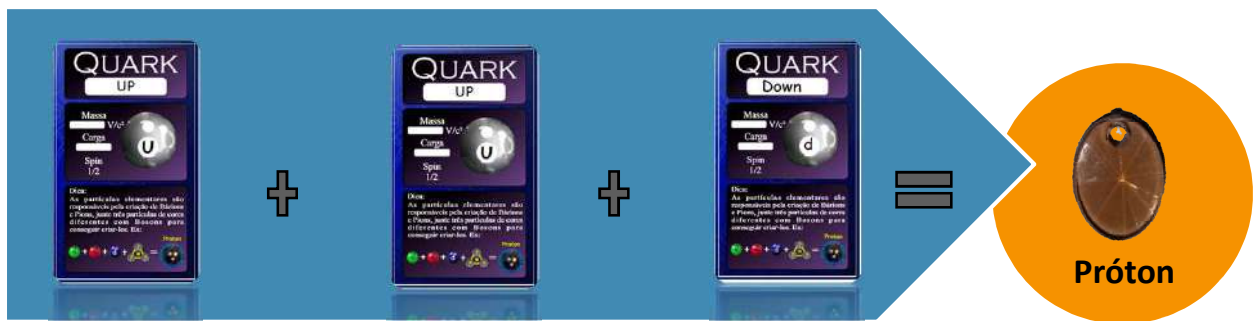 QUARK
UP
Massa
V/c²
Carga
U
Spin
1/2
Dica:
As partículas elementares são
responsáveis pela criação de Bárions
e Píons, junte três partículas de cores
diferentes com Bosons para
conseguir criar-los. Ex:
Próton
QUARK
UP
Massa
V/c²
Carga
U
Spin
1/2
Dica:
As partículas elementares são
responsáveis pela criação de Bárions
e Píons, junte três partículas de cores
diferentes com Bosons para
conseguir criar-los. Ex:
Próton
QUARK
Down
Massa
V/c²
Carga
d
Spin
1/2
Dica:
As partículas elementares são
responsáveis pela criação de Bárions
e Píons, junte três partículas de cores
diferentes com Bosons para
conseguir criar-los. Ex:
Próton
Próton